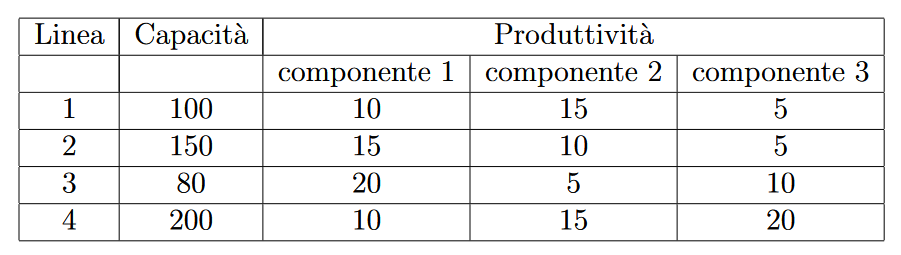 Linea Capacità Produttività
componente 1 componente 2 componente 3
1 100 10 15 5
2 150 15 10 5
3 80 20 5 10
4 200 10 15 20